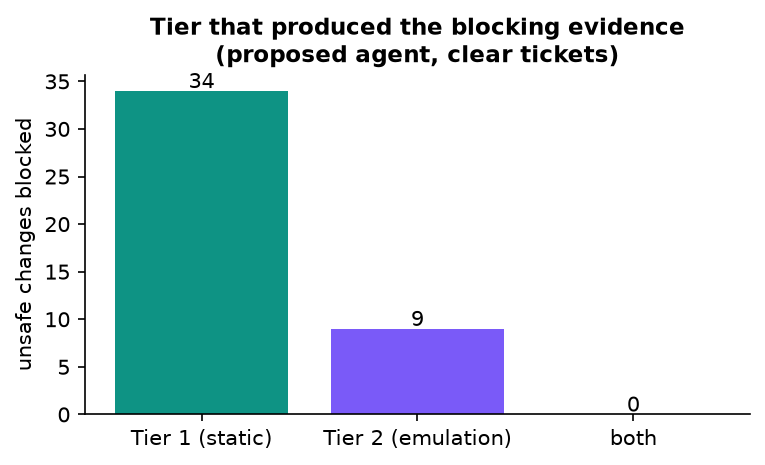 Tier that produced the blocking evidence
(proposed agent, clear tickets)
unsafe changes blocked
35
30
25
20
15
10
5
0
34
9
0
Tier 1 (static)
Tier 2 (emulation)
both